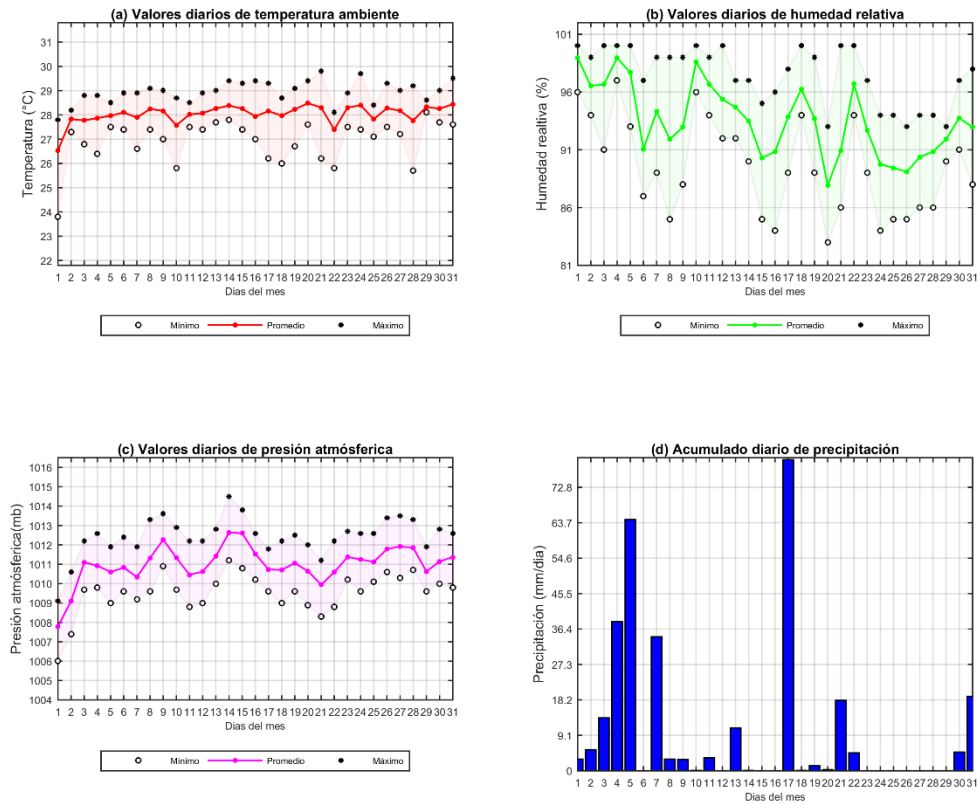 (a) Valores diarios de temperatura ambiente
Temperatura (°C)
31
30
29
28
27
26
25
24
23
22
1 2 3 4 5 6 7 8 9 10 11 12 13 14 15 16 17 18 19 20 21 22 23 24 25 26 27 28 29 30 31
Dias del mes
Mínimo Promedio Máximo
(b) Valores diarios de humedad relativa
Humedad realtiva (%)
101
96
91
86
81
1 2 3 4 5 6 7 8 9 10 11 12 13 14 15 16 17 18 19 20 21 22 23 24 25 26 27 28 29 30 31
Dias del mes
Mínimo Promedio Máximo
(c) Valores diarios de presión atmósferica
Presión atmósferica(mb)
1016
1015
1014
1013
1012
1011
1010
1009
1008
1007
1006
1005
1004
1 2 3 4 5 6 7 8 9 10 11 12 13 14 15 16 17 18 19 20 21 22 23 24 25 26 27 28 29 30 31
Dias del mes
Mínimo Promedio Máximo
(d) Acumulado diario de precipitación
Precipitación (mm/dia)
72.8
63.7
54.6
45.5
36.4
27.3
18.2
9.1
0
1 2 3 4 5 6 7 8 9 10 11 12 13 14 15 16 17 18 19 20 21 22 23 24 25 26 27 28 29 30 31
Dias del mes